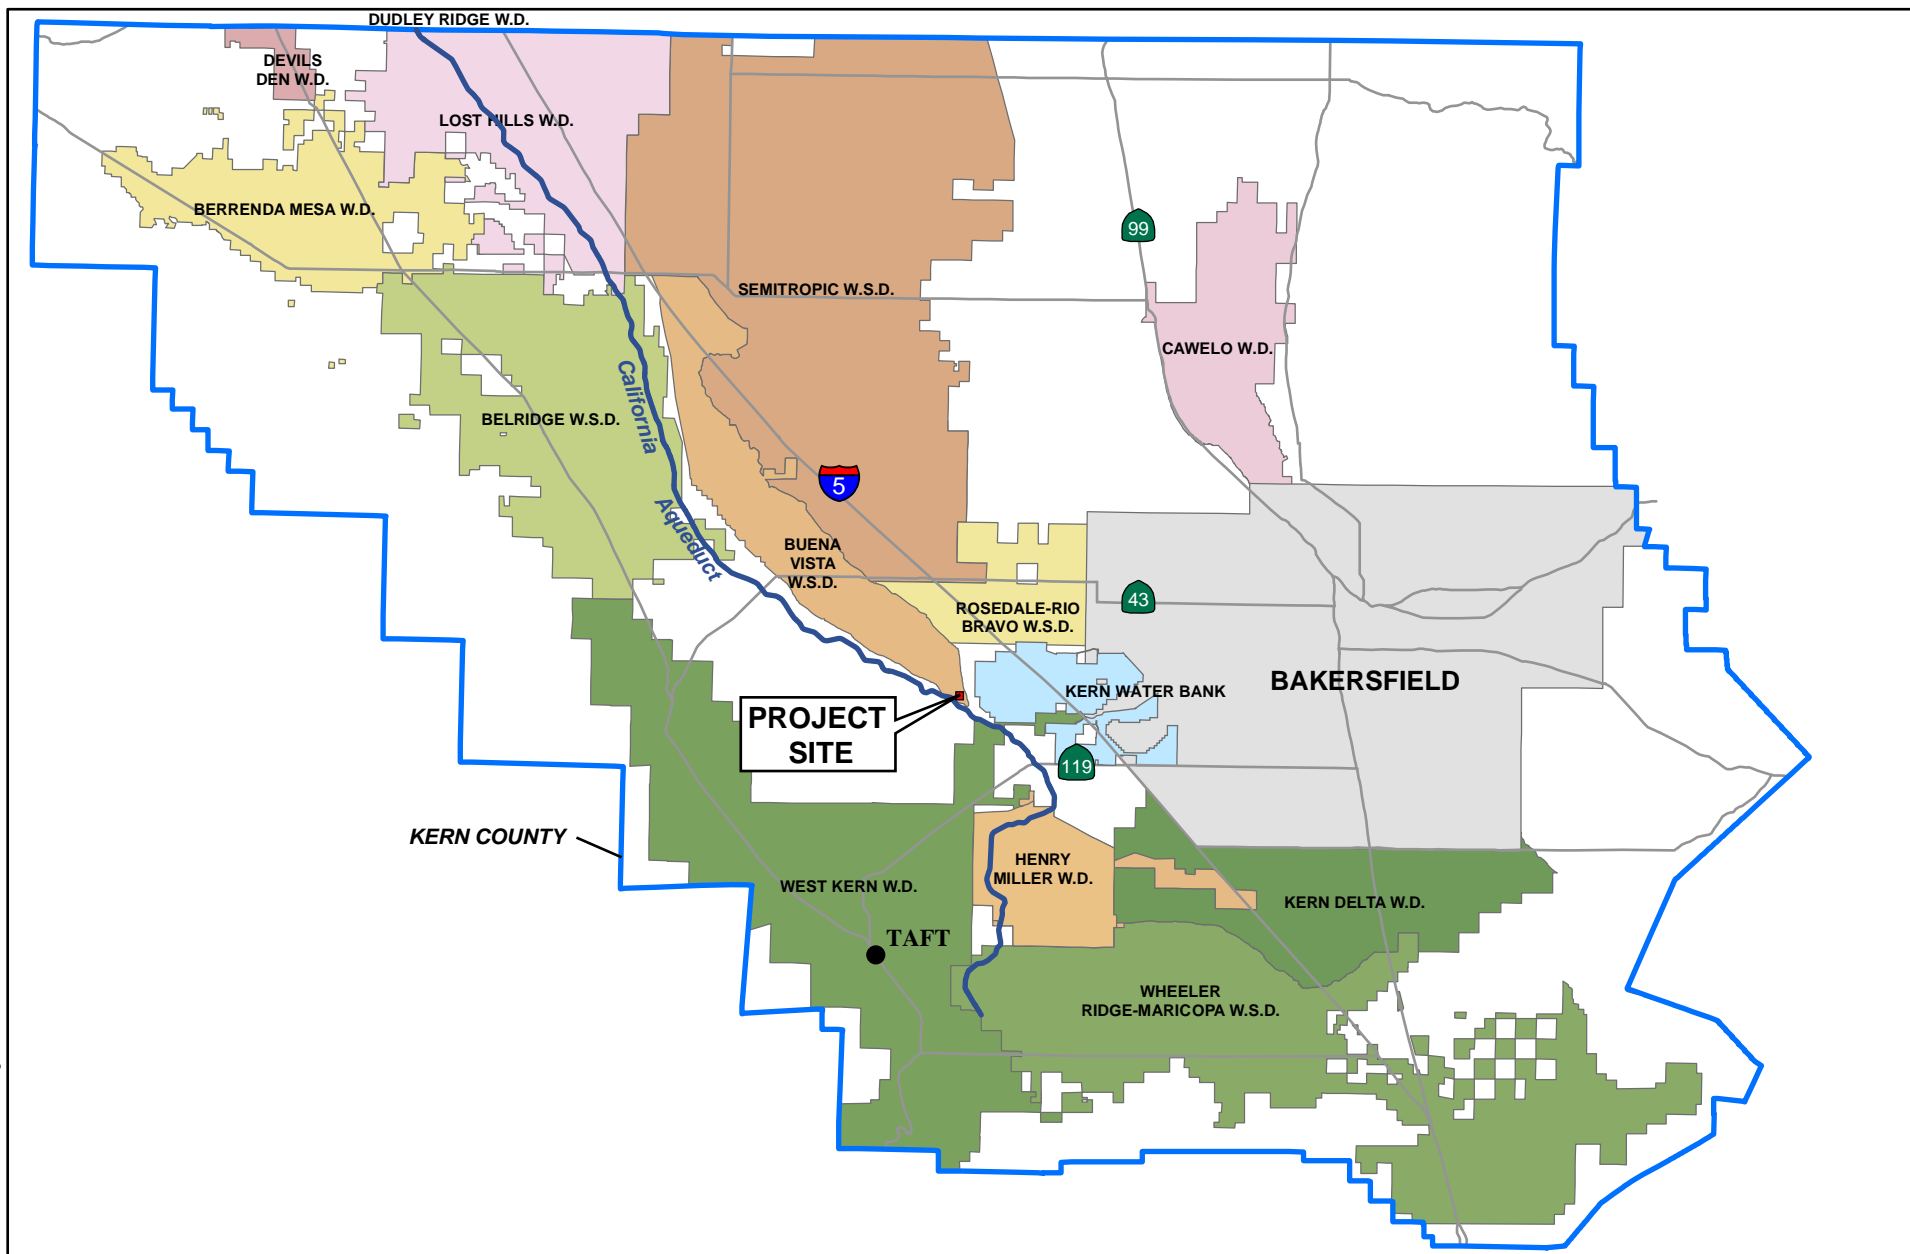 DUDLEY RIDGE W.D.
DEVILS
DEN W.D.
LOST HILLS W.D.
BERRENDA MESA W.D.
99
SEMITROPIC W.S.D.
CAWELO W.D.
California
Aqueduct
BELRIDGE W.S.D.
5
BUENA
VISTA
W.S.D.
43
ROSEDALE-RIO
BRAVO W.S.D.
BAKERSFIELD
KERN WATER BANK
PROJECT
SITE
119
KERN COUNTY
HENRY
MILLER W.D.
WEST KERN W.D.
KERN DELTA W.D.
TAFT
WHEELER
RIDGE-MARICOPA W.S.D.